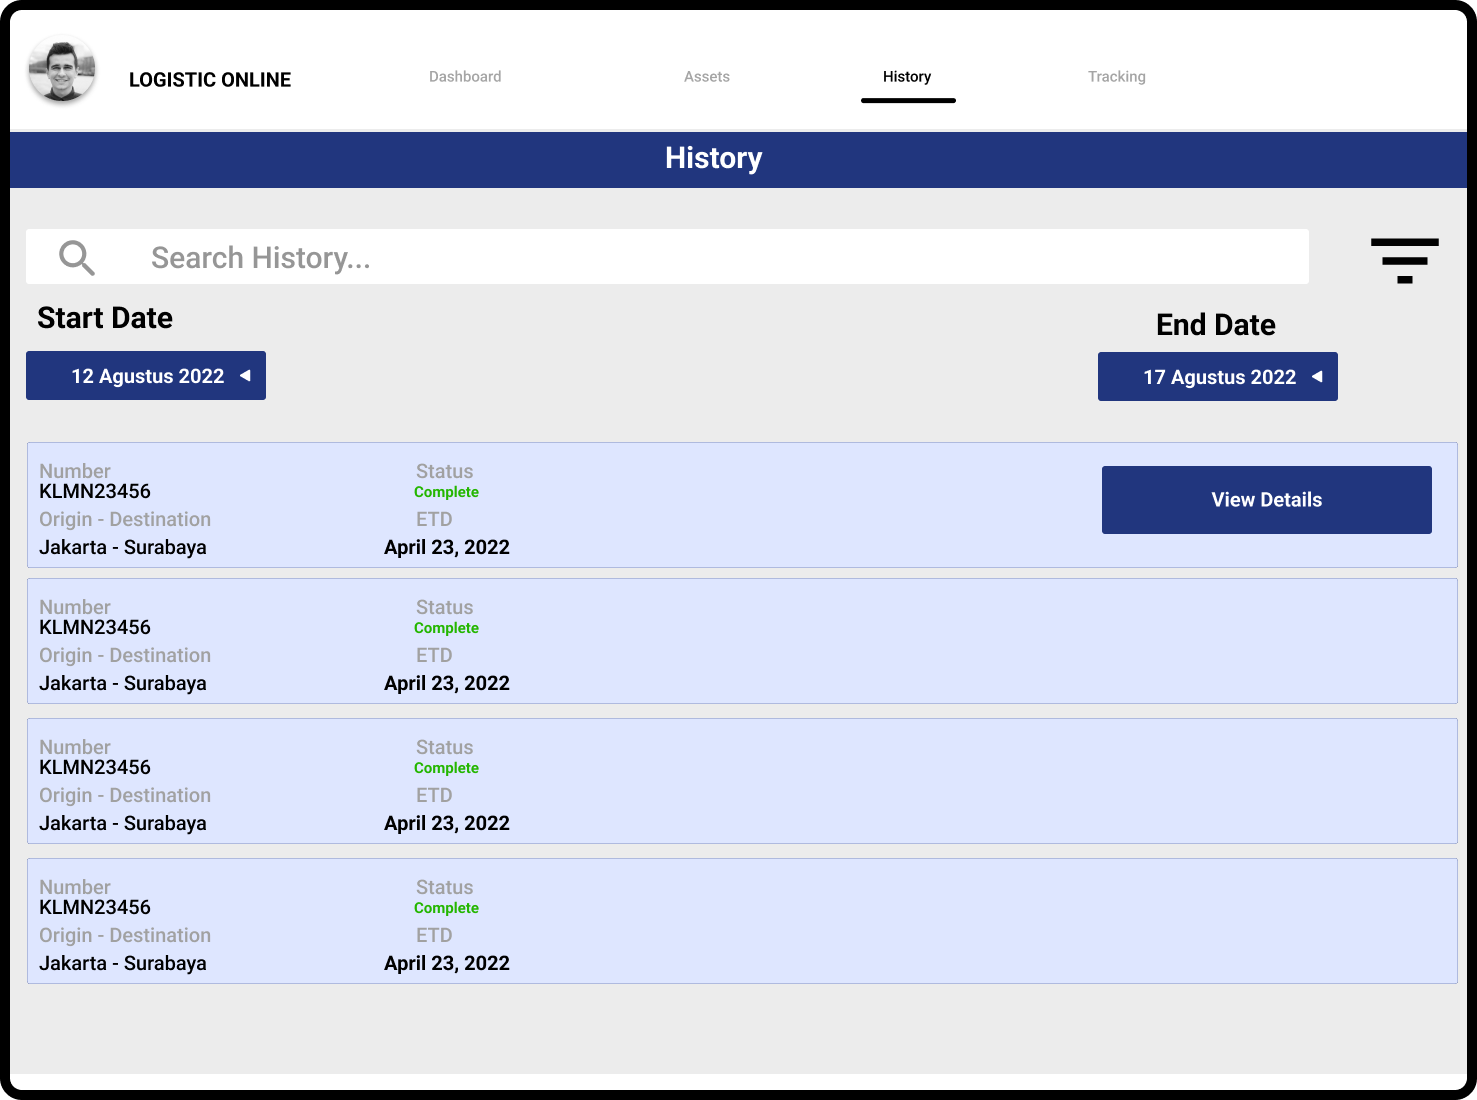 LOGISTIC ONLINE
Dashboard
Assets
History
Tracking
History
Search History...
Start Date
End Date
12 Agustus 2022
17 Agustus 2022
Number
Status
KLMN23456
Complete
View Details
Origin - Destination
ETD
Jakarta - Surabaya
April 23, 2022
Number
Status
KLMN23456
Complete
Origin - Destination
ETD
Jakarta - Surabaya
April 23, 2022
Number
Status
KLMN23456
Complete
Origin - Destination
ETD
Jakarta - Surabaya
April 23, 2022
Number
Status
KLMN23456
Complete
Origin - Destination
ETD
Jakarta - Surabaya
April 23, 2022